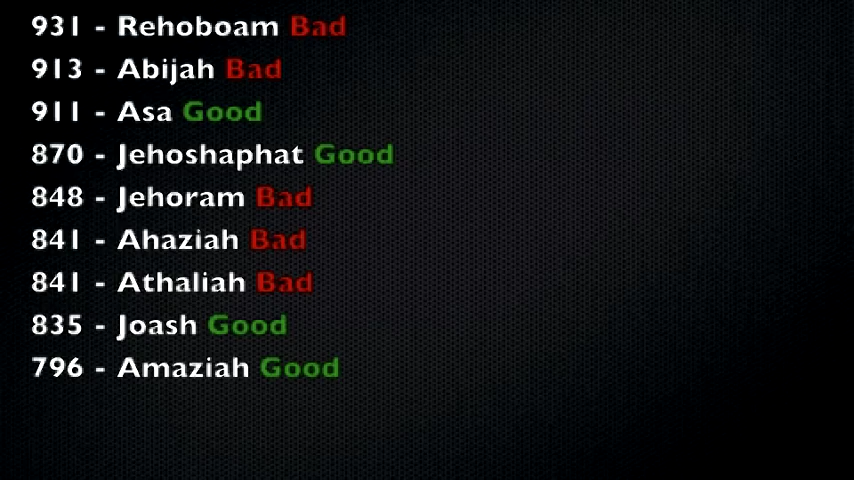 931 - Rehoboam Bad
913 - Abijah Bad
911 - Asa Good
870 - Jehoshaphat Good
848 - Jehoram Bad
841 - Ahaziah Bad
841 - Athaliah Bad
835 - Joash Good
796 - Amaziah Good